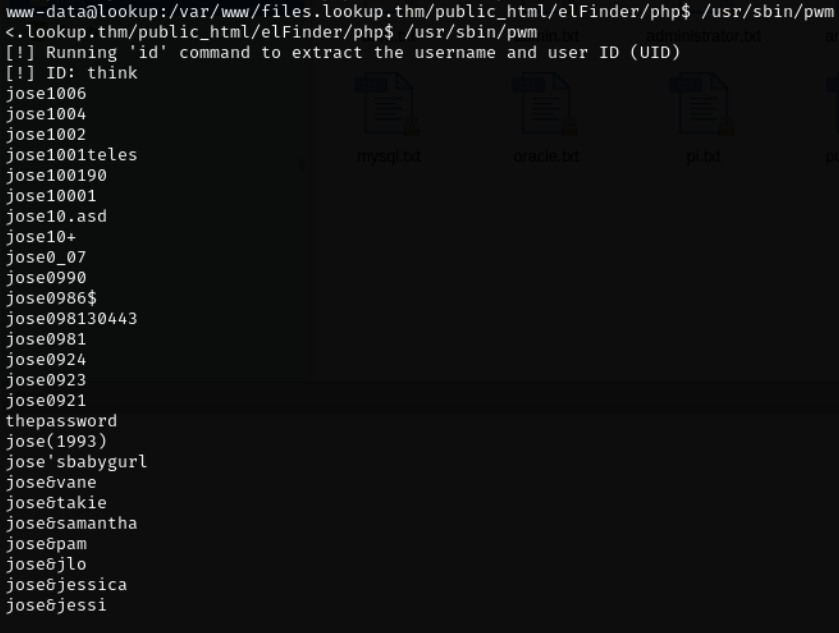 www-data@lookup:/var/www/files.lookup.thm/public_html/elFinder/php$ /usr/sbin/pwm
<.lookup.thm/public_html/elFinder/php$ /usr/sbin/pwm
[!] Running 'id' command to extract the username and user ID (UID)
[!] ID: think
jose1006
jose1004
jose1002
jose1001teles
jose100190
jose10001
jose10.asd
jose10+
jose0_07
jose0990
jose0986$
jose098130443
jose0981
jose0924
jose0923
jose0921
thepassword
jose(1993)
jose'sbabygurl
jose&vane
jose&takie
jose&samantha
jose&pam
jose&jlo
jose&jessica
jose&jessi
administrator.txt
mysql.txt
oracle.txt
pi.txt